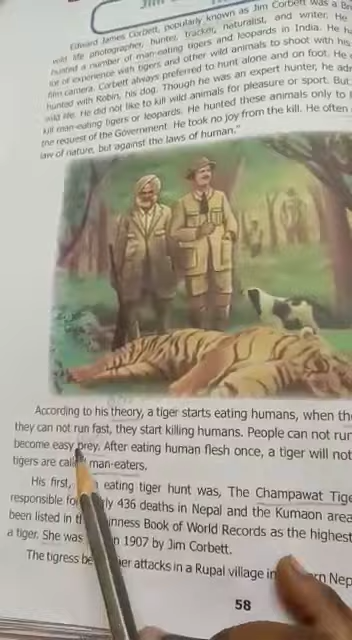 Edward James Corbett, popularly known as Jim Corbett was a Br
wild life photographer, hunter, tracker, naturalist, and writer. He
hunted a number of man-eating tigers and leopards in India. He h
of experience with tigers and other wild animals to shoot with his
film camera. Corbett always preferred to hunt alone and on foot. He
hunted with Robin, his dog. Though he was an expert hunter, he ad
wild life. He did not like to kill wild animals for pleasure or sport. But
kill man-eating tigers or leopards. He hunted these animals only to
the request of the Government. He took no joy from the kill. He often
law of nature, but against the laws of human."
According to his theory, a tiger starts eating humans, when th
they can not run fast, they start killing humans. People can not run
become easy prey. After eating human flesh once, a tiger will not
tigers are man-eaters.
His first, eating tiger hunt was, The Champawat Tig
responsible fo ly 436 deaths in Nepal and the Kumaon area
been listed in t inness Book of World Records as the highest
a tiger. She was n 1907 by Jim Corbett.
The tigress be her attacks in a Rupal village in rn Nep
58